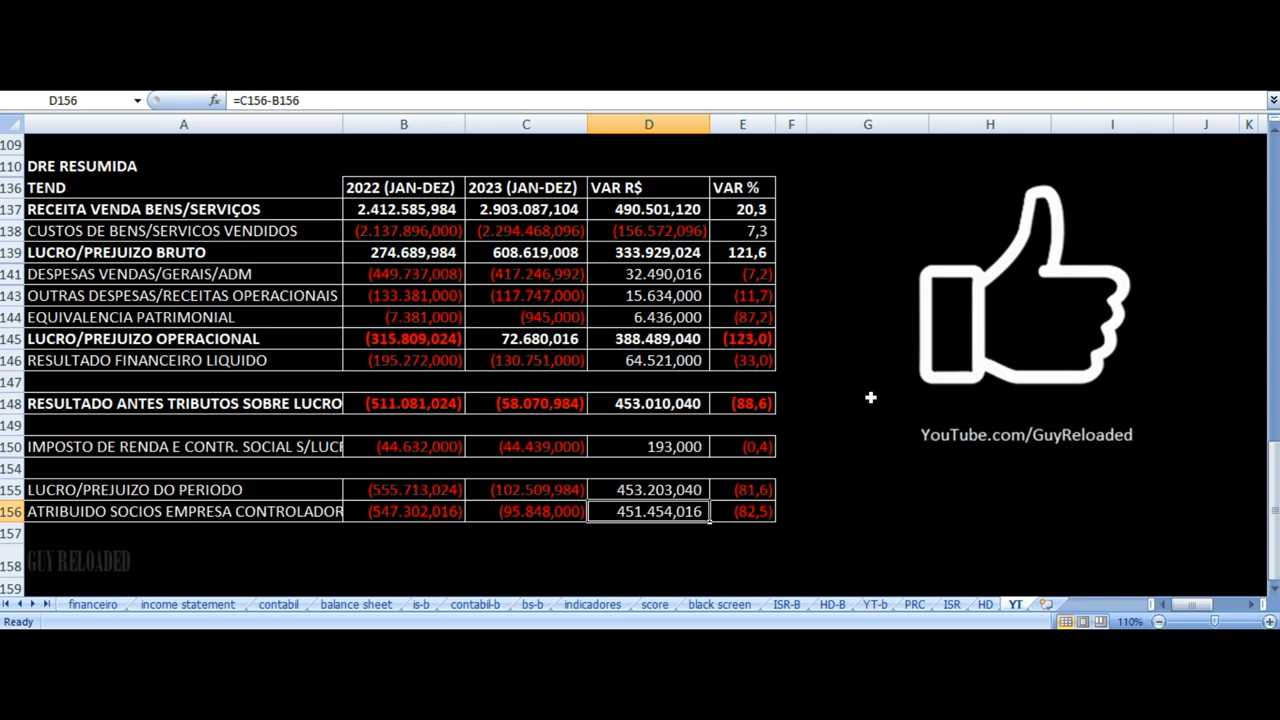 D156 fx =C156-B156
A B C D E F G H I J K
109
110 DRE RESUMIDA
136 TEND 2022 (JAN-DEZ) 2023 (JAN-DEZ) VAR R$ VAR %
137 RECEITA VENDA BENS/SERVIÇOS 2.412.585,984 2.903.087,104 490.501,120 20,3
138 CUSTOS DE BENS/SERVICOS VENDIDOS (2.137.896,000) (2.294.468,096) (156.572,096) 7,3
139 LUCRO/PREJUIZO BRUTO 274.689,984 608.619,008 333.929,024 121,6
141 DESPESAS VENDAS/GERAIS/ADM (449.737,008) (417.246,992) 32.490,016 (7,2)
143 OUTRAS DESPESAS/RECEITAS OPERACIONAIS (133.381,000) (117.747,000) 15.634,000 (11,7)
144 EQUIVALENCIA PATRIMONIAL (7.381,000) (945,000) 6.436,000 (87,2)
145 LUCRO/PREJUIZO OPERACIONAL (315.809,024) 72.680,016 388.489,040 (123,0)
146 RESULTADO FINANCEIRO LIQUIDO (195.272,000) (130.751,000) 64.521,000 (33,0)
147
148 RESULTADO ANTES TRIBUTOS SOBRE LUCRO (511.081,024) (58.070,984) 453.010,040 (88,6)
149
150 IMPOSTO DE RENDA E CONTR. SOCIAL S/LUCR (44.632,000) (44.439,000) 193,000 (0,4)
154
155 LUCRO/PREJUIZO DO PERIODO (555.713,024) (102.509,984) 453.203,040 (81,6)
156 ATRIBUIDO SOCIOS EMPRESA CONTROLADOR (547.302,016) (95.848,000) 451.454,016 (82,5)
157
158 GUY RELOADED
159
YouTube.com/GuyReloaded
financeiro income statement contabil balance sheet is-b contabil-b bs-b indicadores score black screen ISR-B HD-B YT-b PRC ISR HD YT
Ready 110%